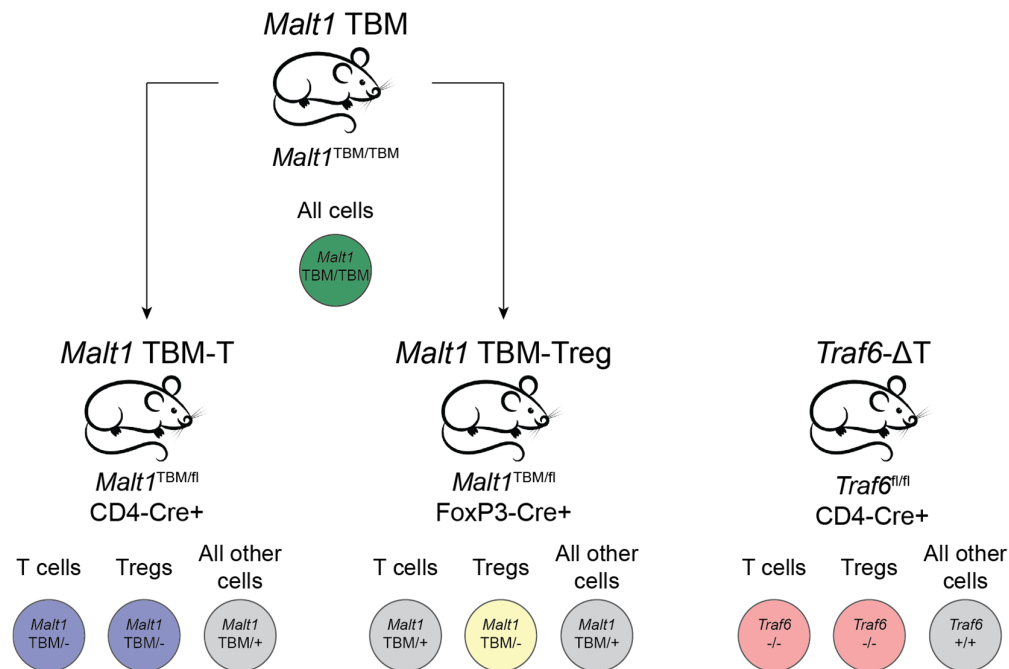 Malt1 TBM
Malt1TBM/TBM
All cells
Malt1
TBM/TBM
Malt1 TBM-T
Malt1TBM/fl
CD4-Cre+
T cells
Tregs
All other
cells
Malt1
TBM/-
Malt1
TBM/-
Malt1
TBM/+
Malt1 TBM-Treg
Malt1TBM/fl
FoxP3-Cre+
T cells
Tregs
All other
cells
Malt1
TBM/+
Malt1
TBM/-
Malt1
TBM/+
Traf6-ΔT
Traf6fl/fl
CD4-Cre+
T cells
Tregs
All other
cells
Traf6
-/-
Traf6
-/-
Traf6
+/+